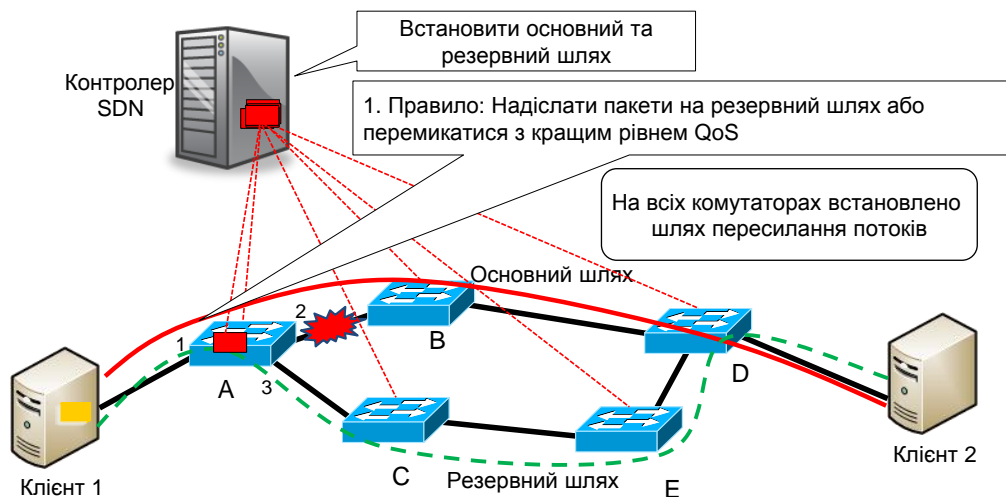 Встановити основний та
резервний шлях
Контролер
SDN
1. Правило: Надіслати пакети на резервний шлях або
перемикатися з кращим рівнем QoS
На всіх комутаторах встановлено
шлях пересилання потоків
Основний шлях
2
B
1
A
3
D
C
Резервний шлях
E
Клієнт 1
Клієнт 2